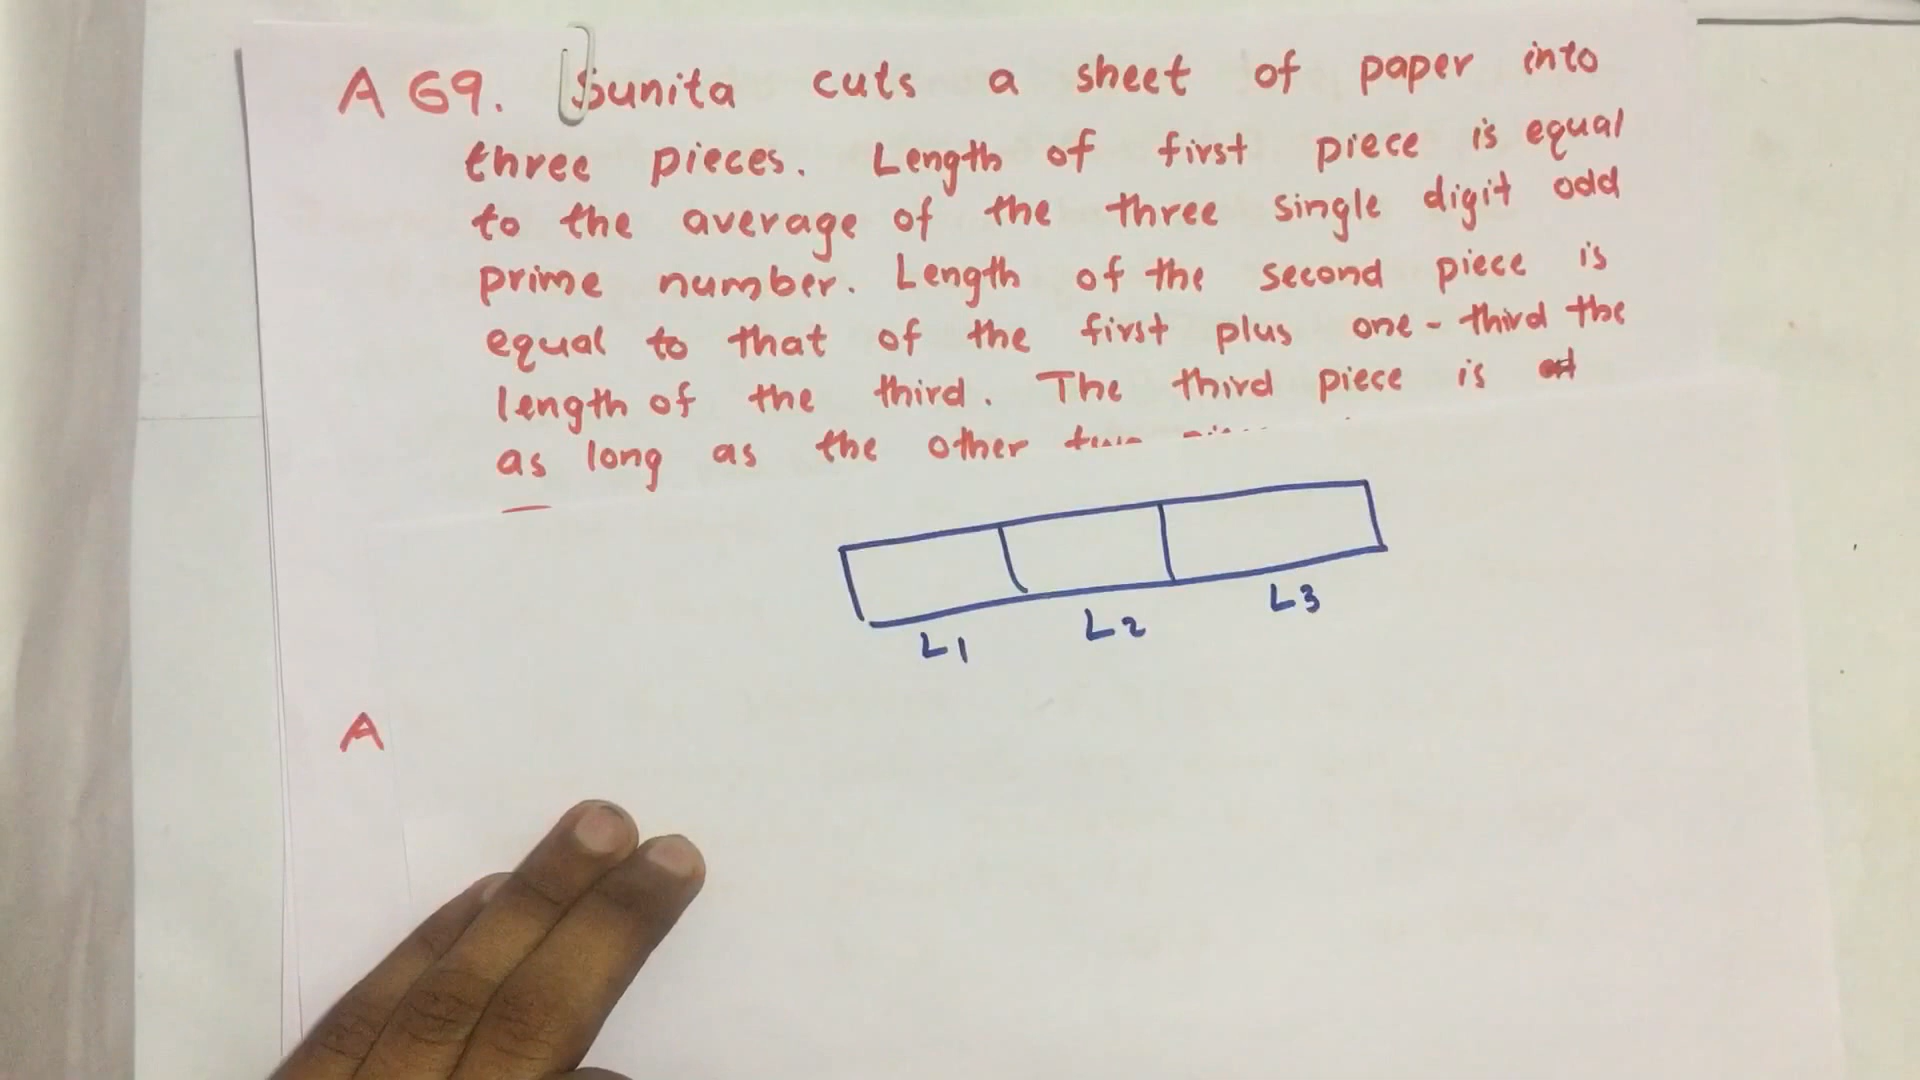 A 69. Sunita cuts a sheet of paper into
three pieces. Length of first piece is equal
to the average of the three single digit odd
prime number. Length of the second piece is
equal to that of the first plus one-third the
length of the third. The third piece is
as long as the other
L1 L2 L3
A